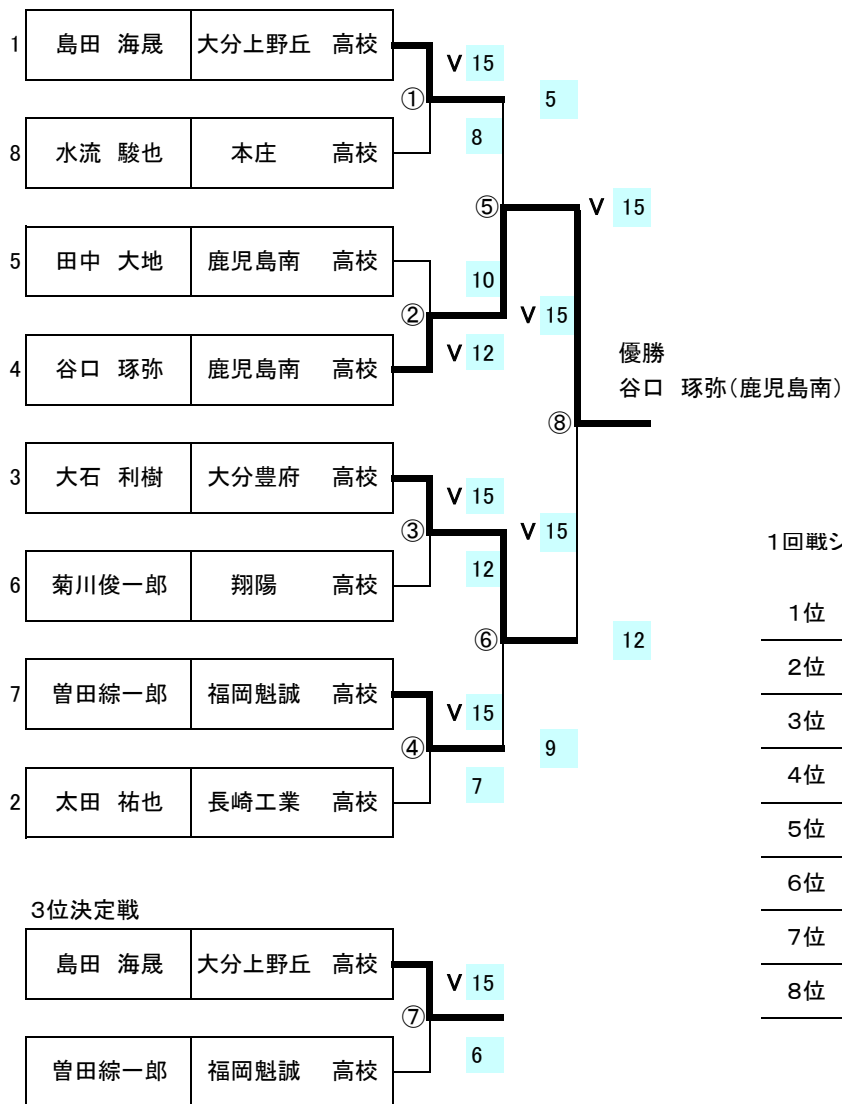 1 島田 海晟 大分上野丘 高校
V 15
① 5
8
8 水流 駿也 本庄 高校
⑤ V 15
5 田中 大地 鹿児島南 高校
10
② V 15
V 12
4 谷口 琢弥 鹿児島南 高校
優勝
谷口 琢弥(鹿児島南)
⑧
3 大石 利樹 大分豊府 高校
V 15
③ V 15
12
6 菊川俊一郎 翔陽 高校
⑥ 12
7 曽田綜一郎 福岡魁誠 高校
V 15
④ 9
7
2 太田 祐也 長崎工業 高校
3位決定戦
島田 海晟 大分上野丘 高校
V 15
⑦
6
曽田綜一郎 福岡魁誠 高校
1回戦シ
1位
2位
3位
4位
5位
6位
7位
8位